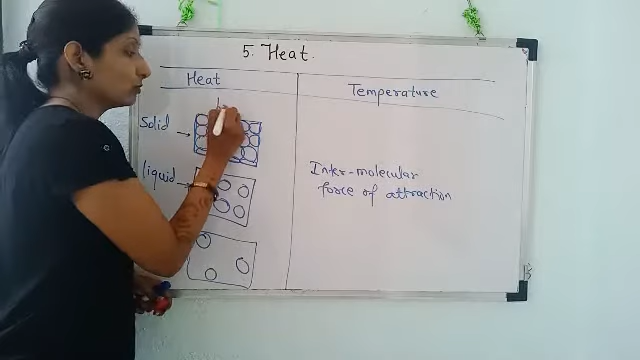 5. Heat.
Heat
Temperature
Solid
liquid
Inter-molecular
force of attraction